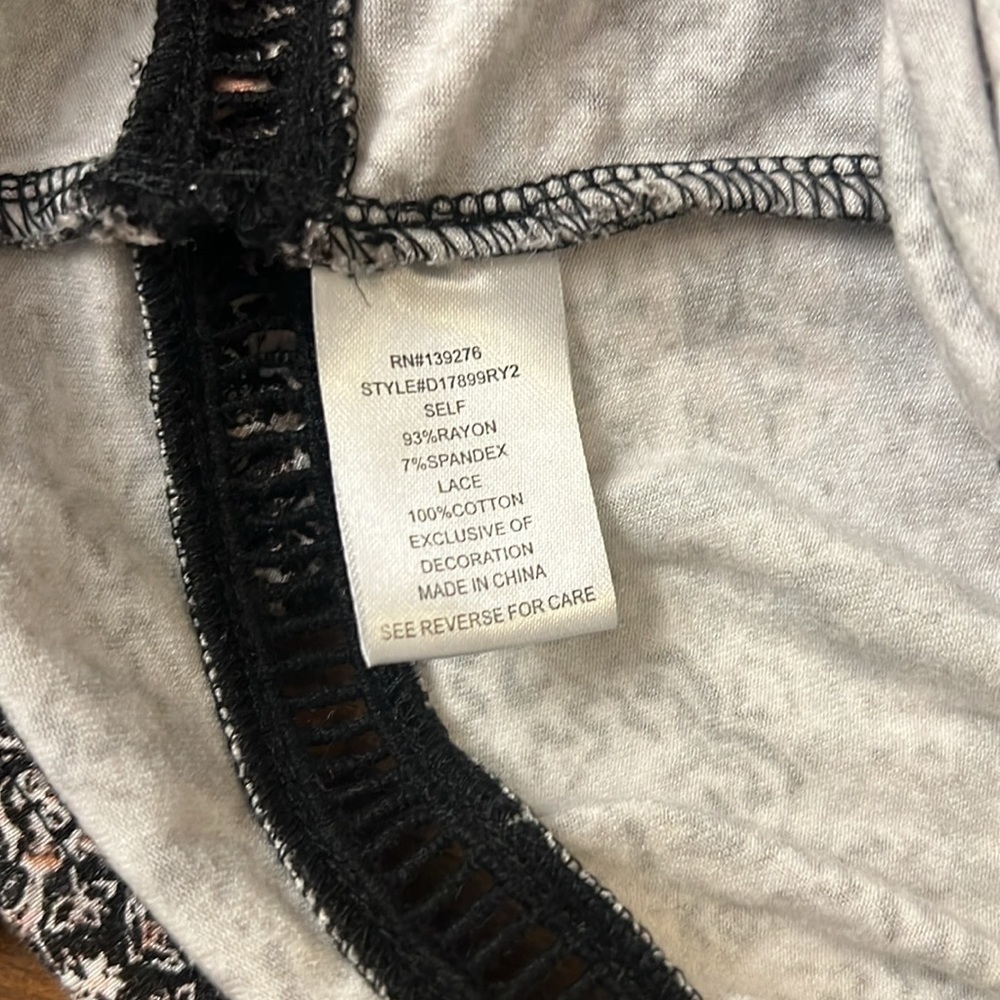 RN#139276
STYLE#D17899RY2
SELF
93%RAYON
7%SPANDEX
LACE
100%COTTON
EXCLUSIVE OF
DECORATION
MADE IN CHINA
SEE REVERSE FOR CARE